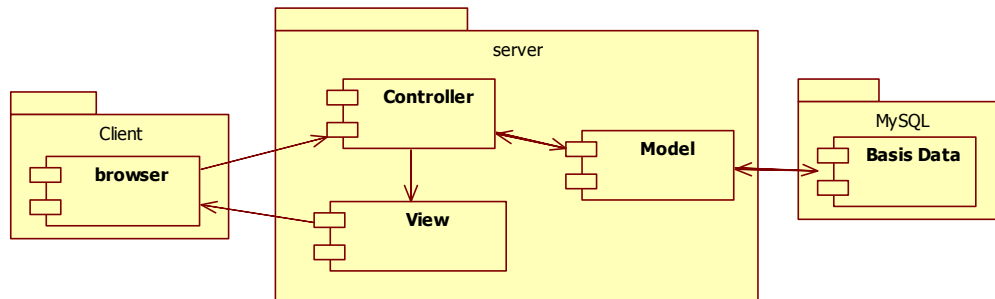 server
Controller
Client
MySQL
Model
Basis Data
browser
View